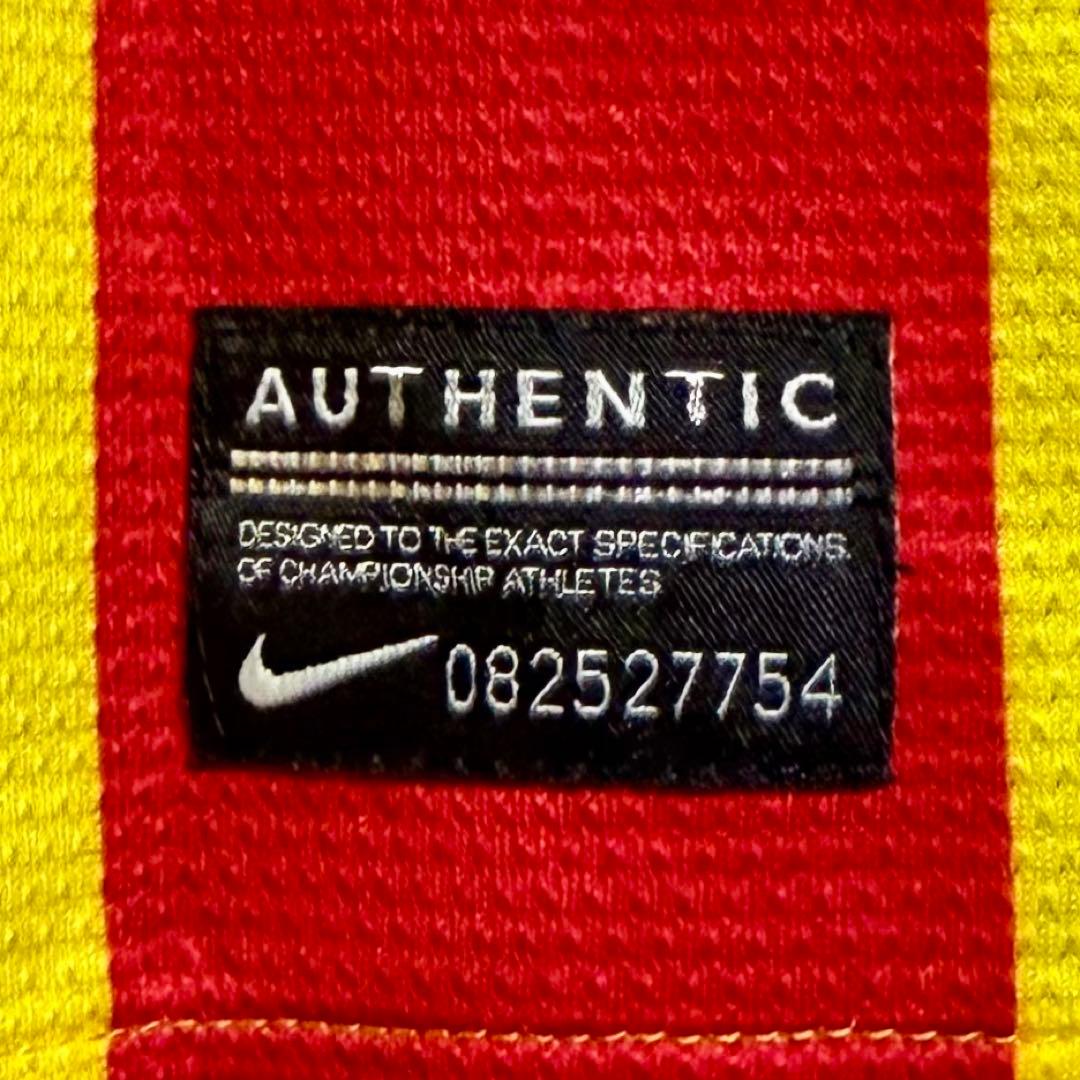 AUTHENTIC
DESIGNED TO THE EXACT SPECIFICATIONS
OF CHAMPIONSHIP ATHLETES
082527754